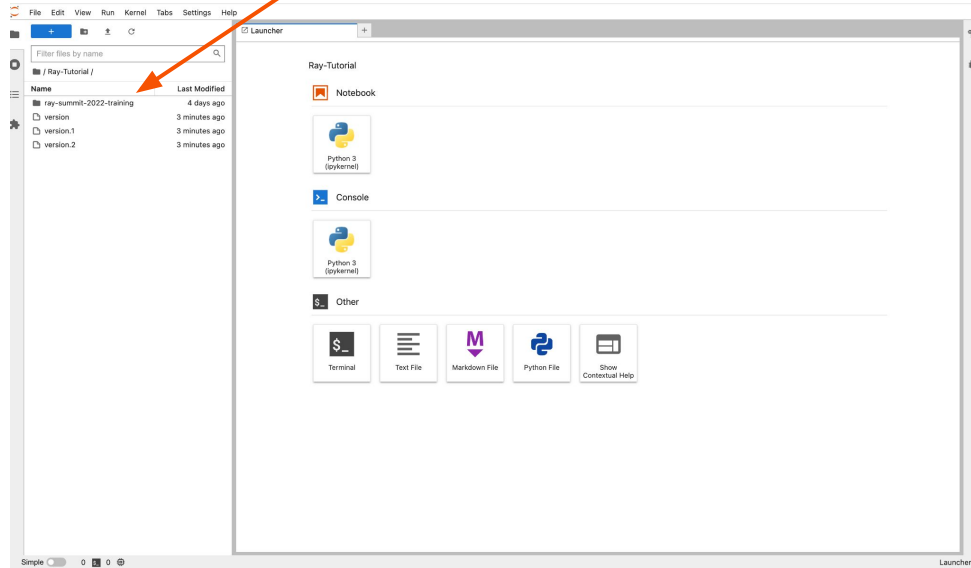 File Edit View Run Kernel Tabs Settings Help
+
Filter files by name
/ Ray-Tutorial /
Name Last Modified
ray-summit-2022-training 4 days ago
version 3 minutes ago
version.1 3 minutes ago
version.2 3 minutes ago
Launcher +
Ray-Tutorial
Notebook
Python 3
(ipykernel)
>_ Console
Python 3
(ipykernel)
$_ Other
$_
Terminal
Text File
M
Markdown File
Python File
Show
Contextual Help
Simple 0 0
Launcher